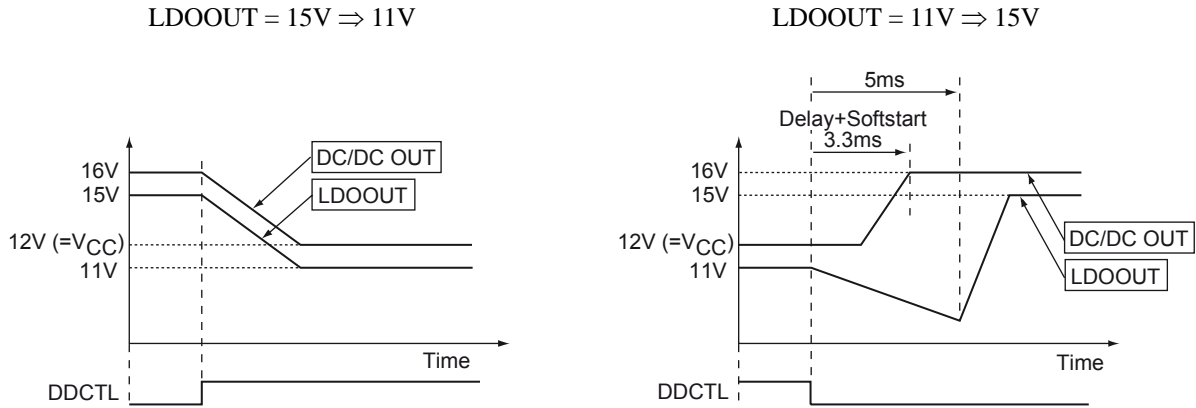 LDOOUT = 15V ⇒ 11V
16V
15V
12V (=VCC)
11V
DC/DC OUT
LDOOUT
Time
DDCTL
LDOOUT = 11V ⇒ 15V
5ms
Delay+Softstart
3.3ms
16V
15V
12V (=VCC)
11V
DC/DC OUT
LDOOUT
Time
DDCTL